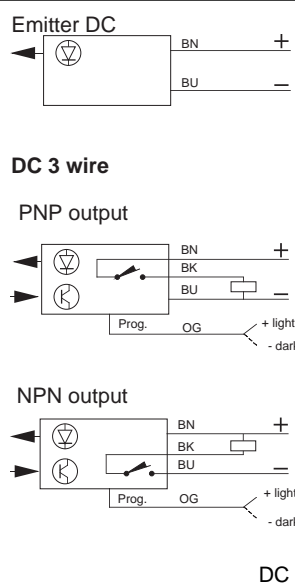 Emitter DC
BN +
BU –
DC 3 wire
PNP output
BN +
BK
BU –
Prog. OG + light
- dark
NPN output
BN +
BK
BU –
Prog. OG + light
- dark
DC